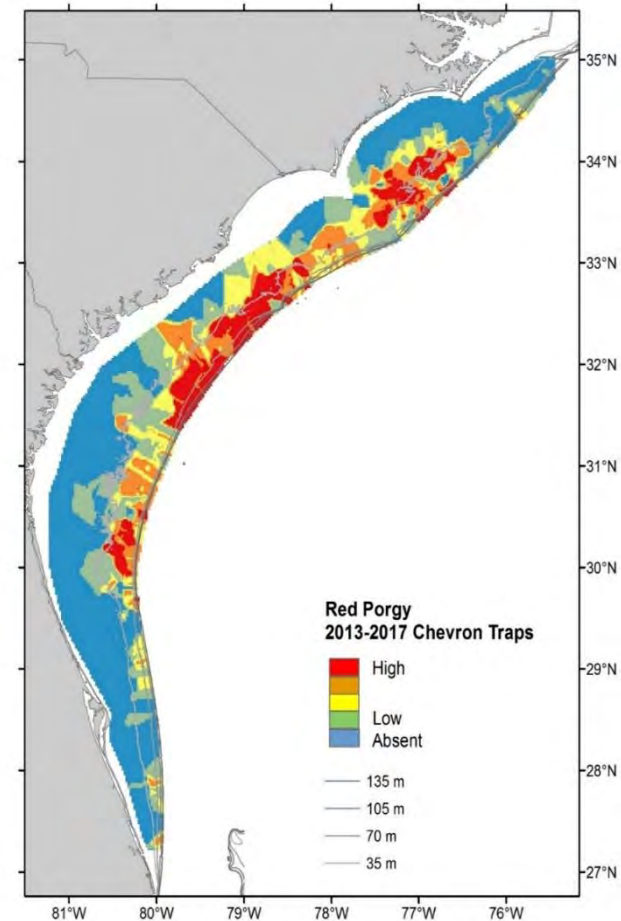 35°N
34°N
33°N
32°N
31°N
30°N
29°N
28°N
27°N
Red Porgy
2013-2017 Chevron Traps
High
Low
Absent
135 m
105 m
70 m
35 m
81°W 80°W 79°W 78°W 77°W 76°W